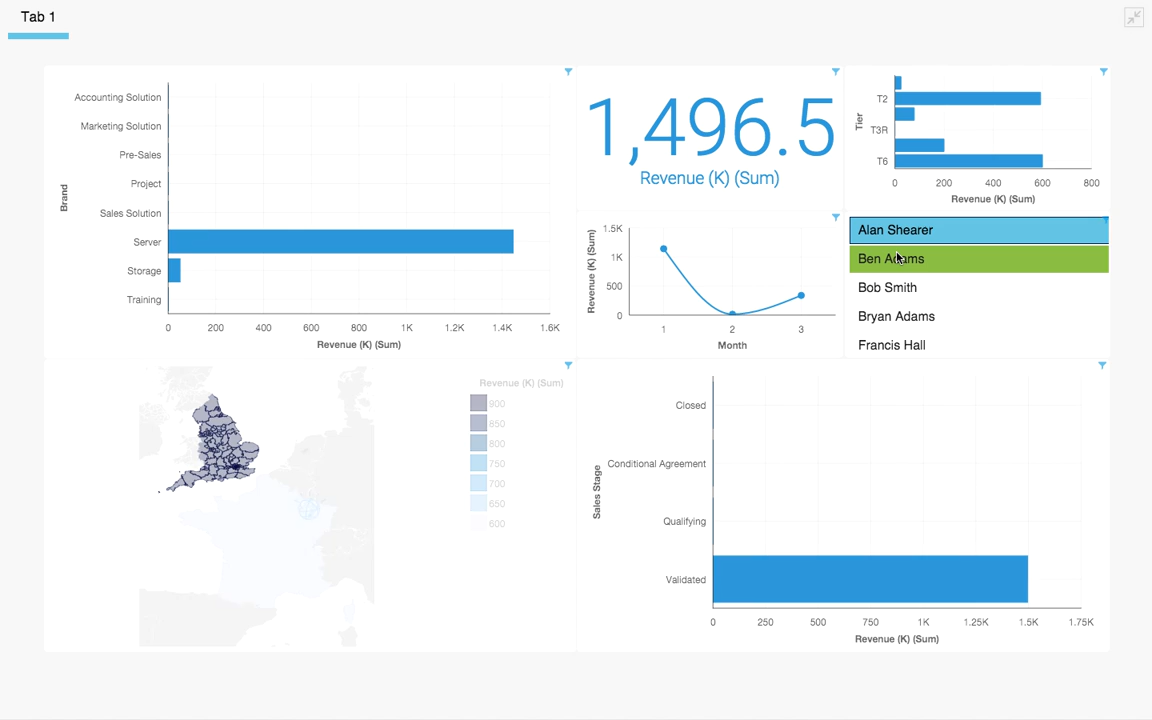 Tab 1
Brand
Accounting Solution
Marketing Solution
Pre-Sales
Project
Sales Solution
Server
Storage
Training
0 200 400 600 800 1K 1.2K 1.4K 1.6K
Revenue (K) (Sum)
1,496.5
Revenue (K) (Sum)
Tier
T2
T3R
T6
0 200 400 600 800
Revenue (K) (Sum)
Revenue (K) (Sum)
1.5K
1K
500
0
1 2 3
Month
Alan Shearer
Ben Adams
Bob Smith
Bryan Adams
Francis Hall
Revenue (K) (Sum)
900
850
800
750
700
650
600
Sales Stage
Closed
Conditional Agreement
Qualifying
Validated
0 250 500 750 1K 1.25K 1.5K 1.75K
Revenue (K) (Sum)